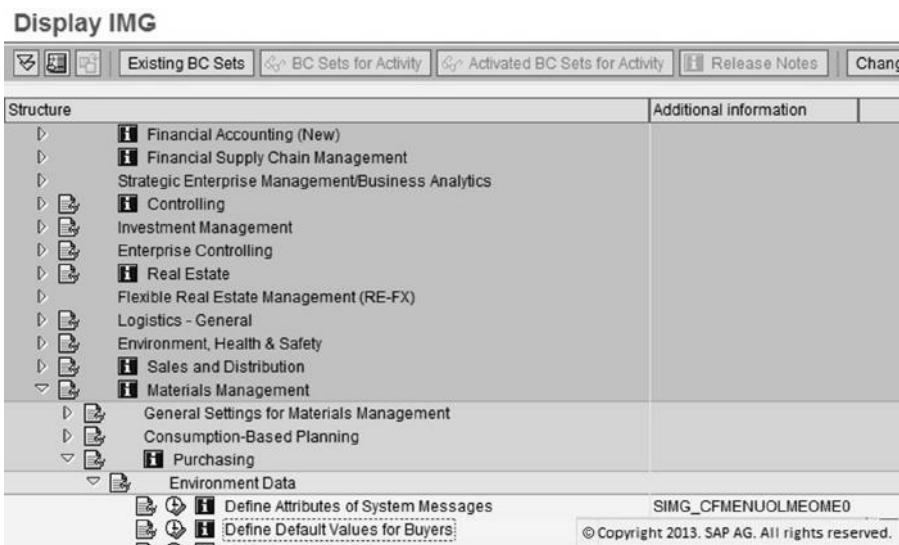 Display IMG
Existing BC Sets BC Sets for Activity Activated BC Sets for Activity Release Notes Chang
Structure Additional information
Financial Accounting (New)
Financial Supply Chain Management
Strategic Enterprise Management/Business Analytics
Controlling
Investment Management
Enterprise Controlling
Real Estate
Flexible Real Estate Management (RE-FX)
Logistics - General
Environment, Health & Safety
Sales and Distribution
Materials Management
General Settings for Materials Management
Consumption-Based Planning
Purchasing
Environment Data
Define Attributes of System Messages SIMG_CFMENUOLMEOME0
Define Default Values for Buyers © Copyright 2013. SAP AG. All rights reserved.